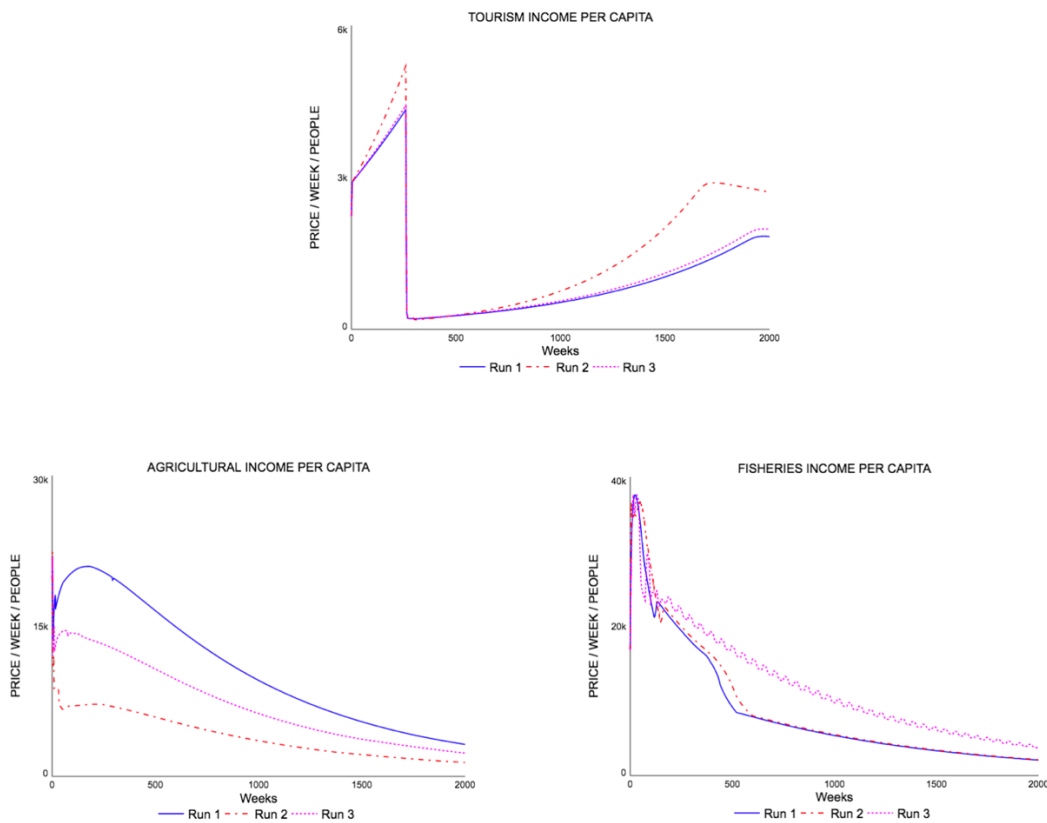 TOURISM INCOME PER CAPITA
6k
3k
0
PRICE / WEEK / PEOPLE
0 500 1000 1500 2000
Weeks
Run 1 Run 2 Run 3
AGRICULTURAL INCOME PER CAPITA
30k
15k
0
PRICE / WEEK / PEOPLE
0 500 1000 1500 2000
Weeks
Run 1 Run 2 Run 3
FISHERIES INCOME PER CAPITA
40k
20k
0
PRICE / WEEK / PEOPLE
0 500 1000 1500 2000
Weeks
Run 1 Run 2 Run 3